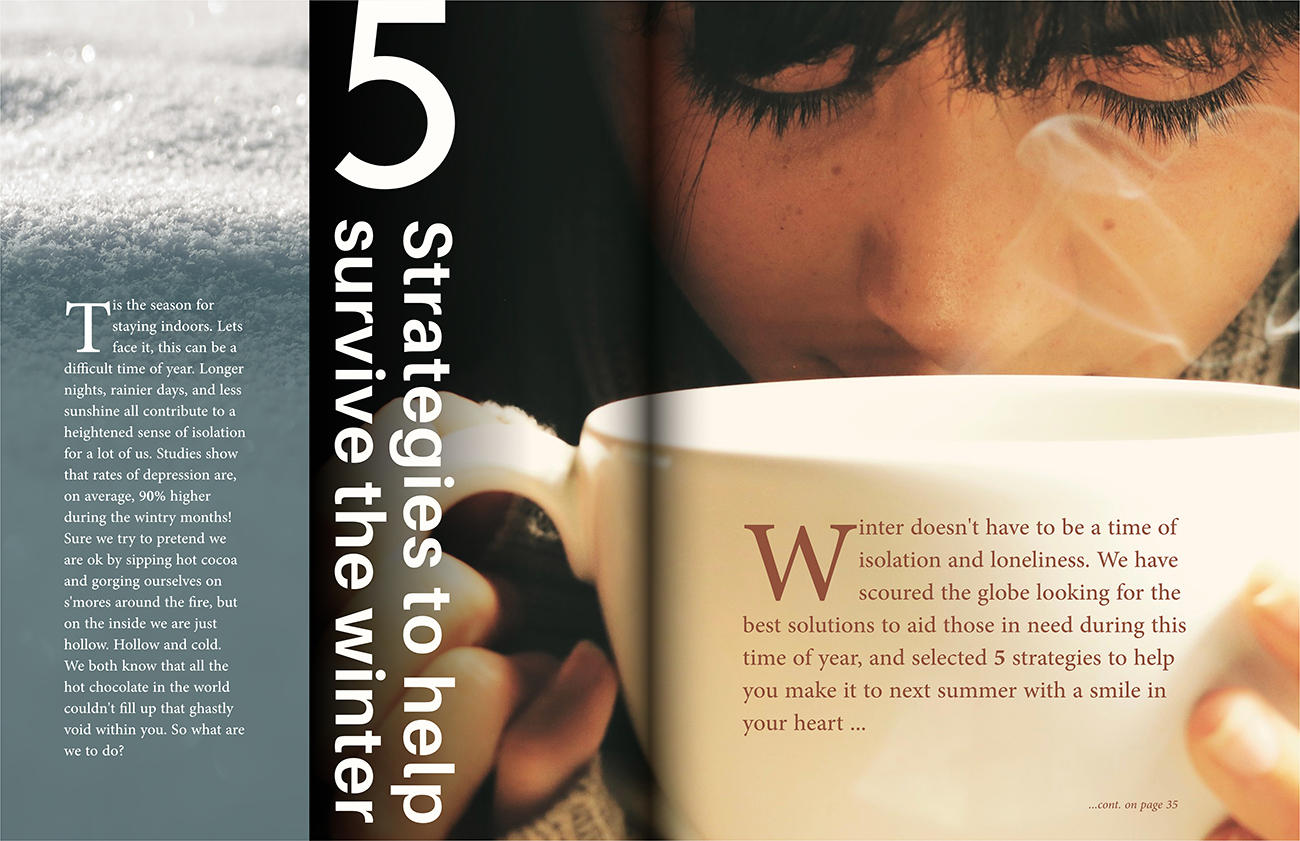 Tis the season for
staying indoors. Lets
face it, this can be a
difficult time of year. Longer
nights, rainier days, and less
sunshine all contribute to a
heightened sense of isolation
for a lot of us. Studies show
that rates of depression are,
on average, 90% higher
during the wintry months!
Sure we try to pretend we
are ok by sipping hot cocoa
and gorging ourselves on
s'mores around the fire, but
on the inside we are just
hollow. Hollow and cold.
We both know that all the
hot chocolate in the world
couldn't fill up that ghastly
void within you. So what are
we to do?
5
Strategies to help
survive the winter
Winter doesn't have to be a time of
isolation and loneliness. We have
scoured the globe looking for the
best solutions to aid those in need during this
time of year, and selected 5 strategies to help
you make it to next summer with a smile in
your heart ...
...cont. on page 35